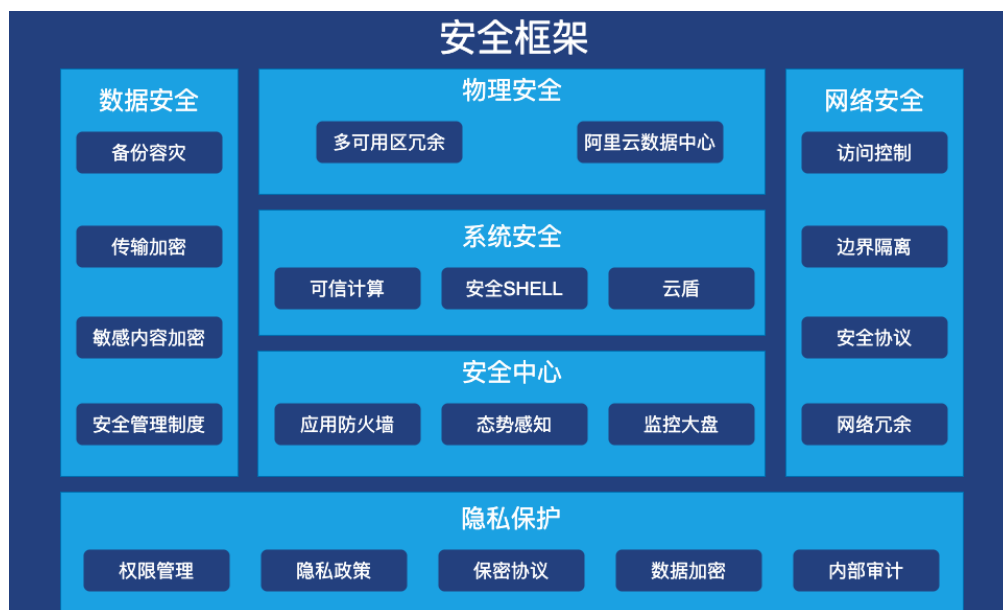 安全框架
数据安全
备份容灾
传输加密
敏感内容加密
安全管理制度
物理安全
多可用区冗余
阿里云数据中心
系统安全
可信计算
安全SHELL
云盾
安全中心
应用防火墙
态势感知
监控大盘
网络安全
访问控制
边界隔离
安全协议
网络冗余
隐私保护
权限管理
隐私政策
保密协议
数据加密
内部审计